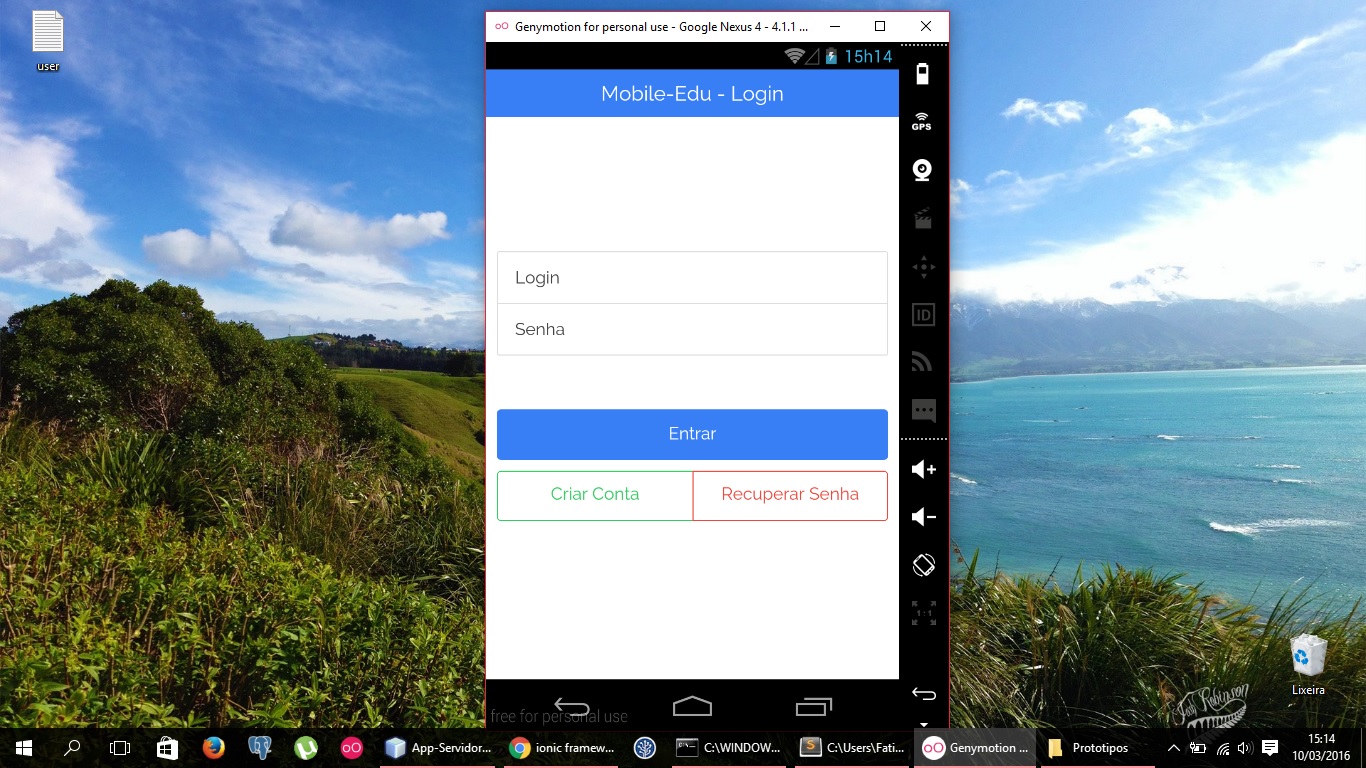 user
Genymotion for personal use - Google Nexus 4 - 4.1.1 ...
15h14
Mobile-Edu - Login
GPS
Login
ID
Senha
Entrar
Criar Conta
Recuperar Senha
1:1
free for personal use
Lixeira
Robinson
App-Servidor...
ionic framew...
C:\WINDOW...
C:\Users\Fati...
Genymotion ...
Prototipos
15:14
10/03/2016